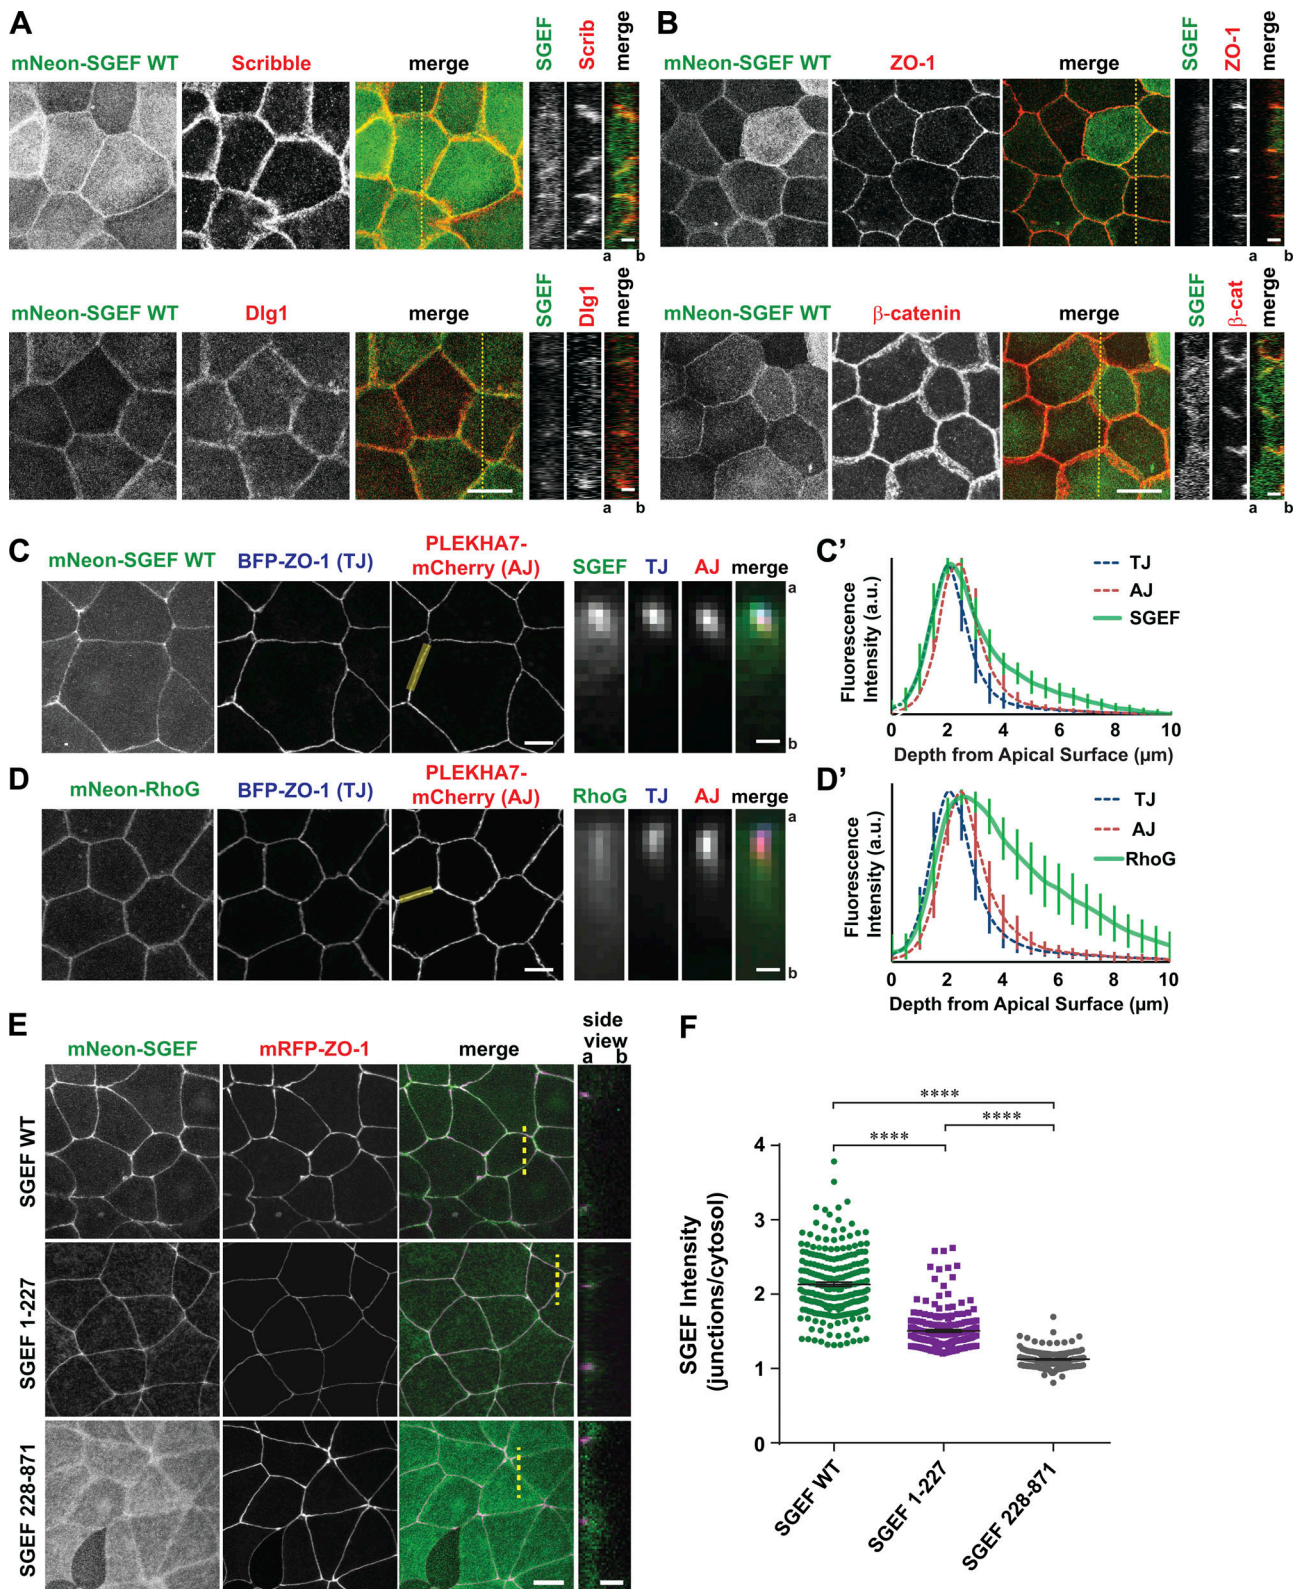 A
mNeon-SGEF WT Scribble merge SGEF Scrib merge
a b
mNeon-SGEF WT Dlg1 merge SGEF Dlg1 merge
a b
B
mNeon-SGEF WT ZO-1 merge SGEF ZO-1 merge
a b
mNeon-SGEF WT β-catenin merge SGEF β-cat merge
a b
C
mNeon-SGEF WT BFP-ZO-1 (TJ) PLEKHA7-
mCherry (AJ) SGEF TJ AJ merge
a
b
C'
Fluorescence
Intensity (a.u.)
TJ
AJ
SGEF
0 2 4 6 8 10
Depth from Apical Surface (µm)
D
mNeon-RhoG BFP-ZO-1 (TJ) PLEKHA7-
mCherry (AJ) RhoG TJ AJ merge
a
b
D'
Fluorescence
Intensity (a.u.)
TJ
AJ
RhoG
0 2 4 6 8 10
Depth from Apical Surface (µm)
E
mNeon-SGEF mRFP-ZO-1 merge side
view
a b
SGEF WT
SGEF 1-227
SGEF 228-871
F
****
**** ****
SGEF Intensity
(junctions/cytosol)
4
3
2
1
0
SGEF WT
SGEF 1-227
SGEF 228-871